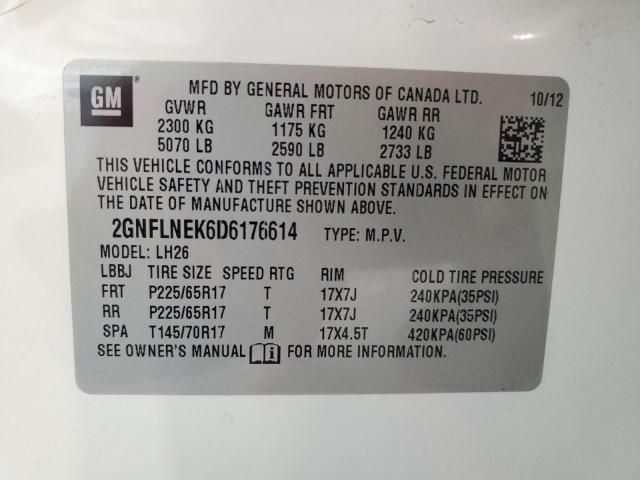 GM ® MFD BY GENERAL MOTORS OF CANADA LTD. 10/12
GVWR GAWR FRT GAWR RR
2300 KG 1175 KG 1240 KG
5070 LB 2590 LB 2733 LB
THIS VEHICLE CONFORMS TO ALL APPLICABLE U.S. FEDERAL MOTOR
VEHICLE SAFETY AND THEFT PREVENTION STANDARDS IN EFFECT ON
THE DATE OF MANUFACTURE SHOWN ABOVE.
2GNFLNEK6D6176614 TYPE: M.P.V.
MODEL: LH26
LBBJ TIRE SIZE SPEED RTG RIM COLD TIRE PRESSURE
FRT P225/65R17 T 17X7J 240KPA(35PSI)
RR P225/65R17 T 17X7J 240KPA(35PSI)
SPA T145/70R17 M 17X4.5T 420KPA(60PSI)
SEE OWNER'S MANUAL i FOR MORE INFORMATION.